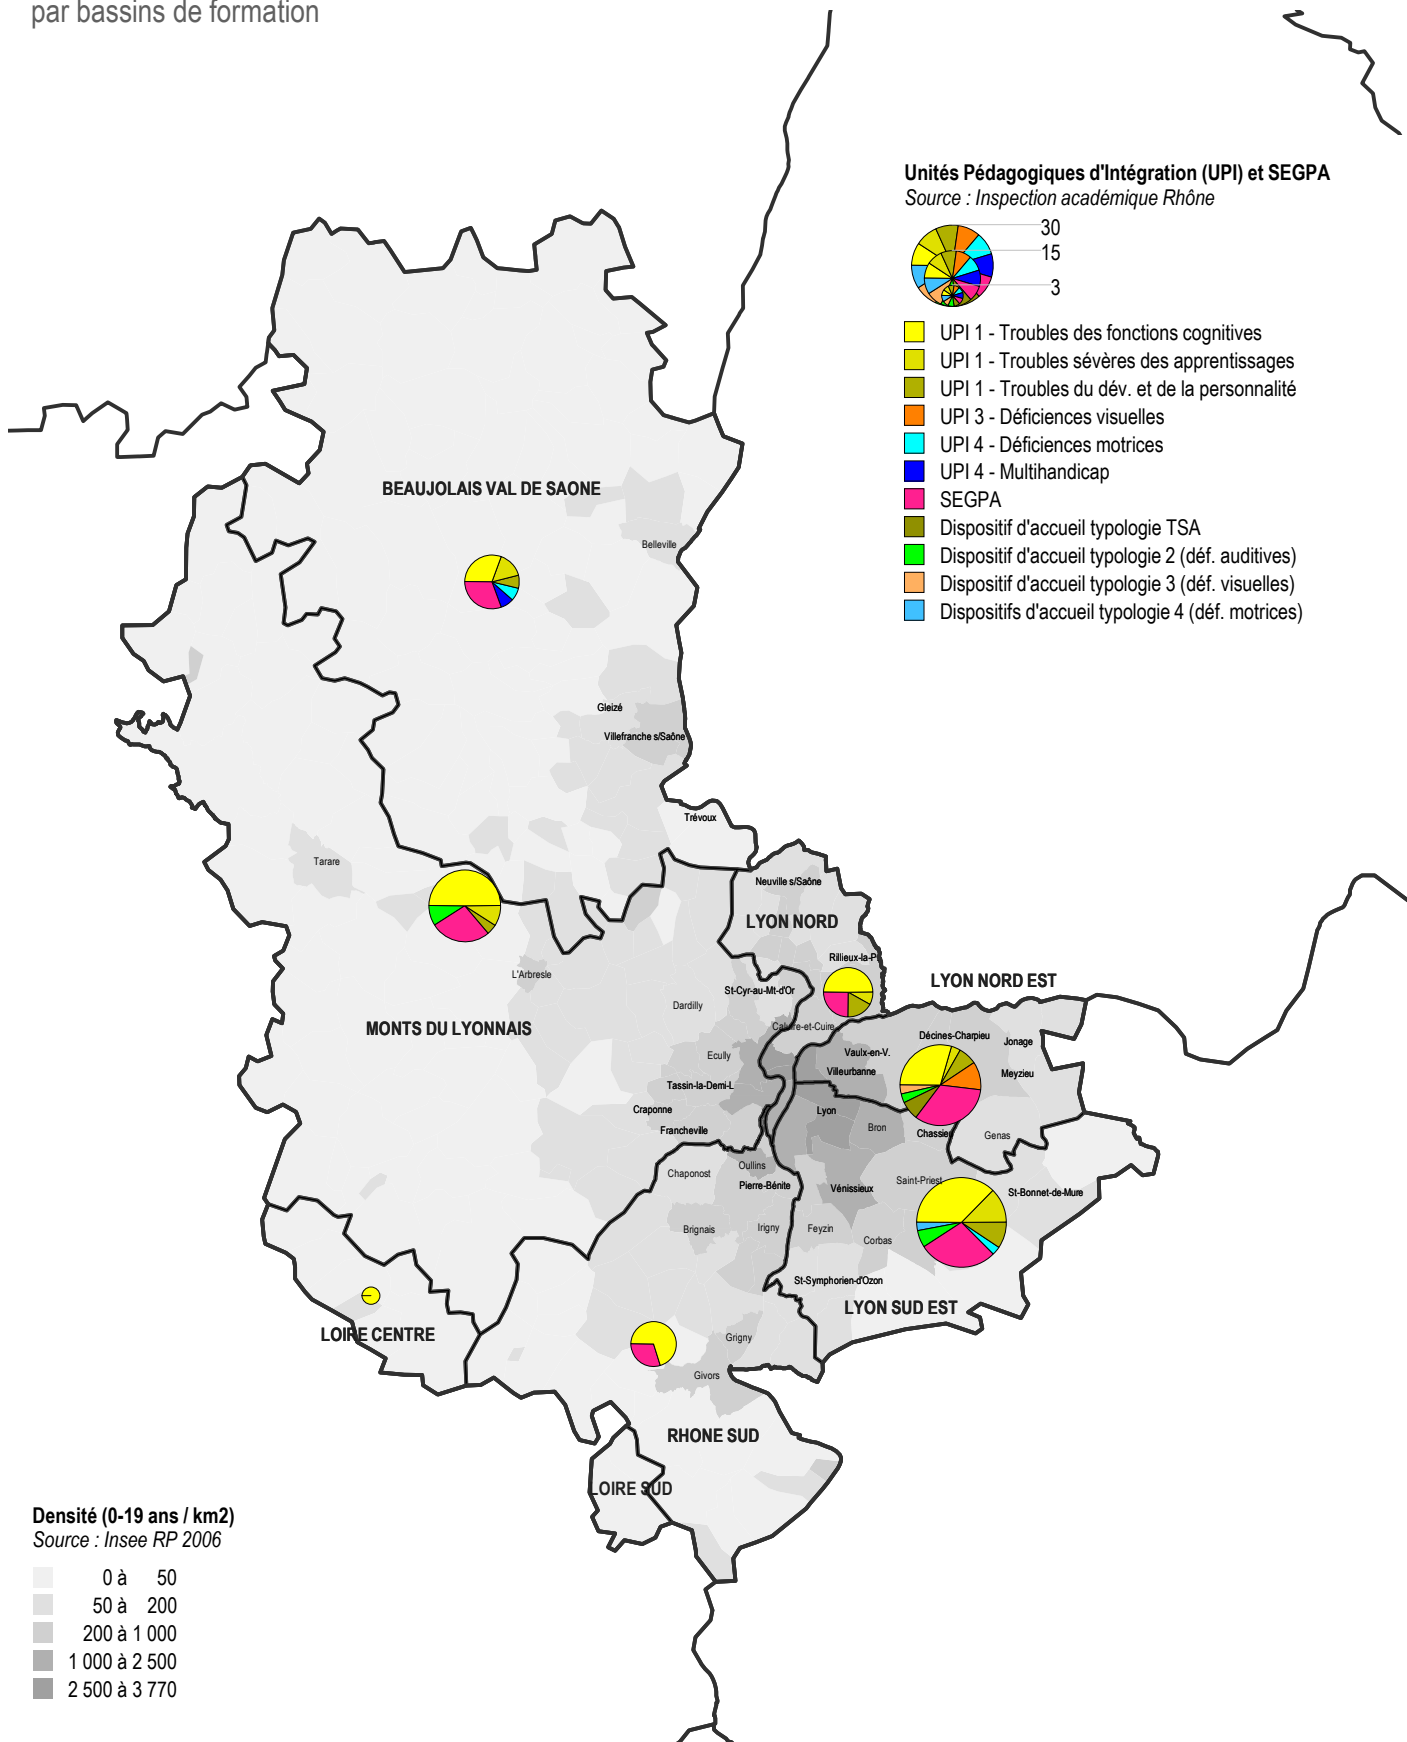 par bassins de formation
Unités Pédagogiques d'Intégration (UPI) et SEGPA
Source : Inspection académique Rhône
30
15
3
UPI 1 - Troubles des fonctions cognitives
UPI 1 - Troubles sévères des apprentissages
UPI 1 - Troubles du dév. et de la personnalité
UPI 3 - Déficiences visuelles
UPI 4 - Déficiences motrices
UPI 4 - Multihandicap
SEGPA
Dispositif d'accueil typologie TSA
Dispositif d'accueil typologie 2 (déf. auditives)
Dispositif d'accueil typologie 3 (déf. visuelles)
Dispositifs d'accueil typologie 4 (déf. motrices)
BEAUJOLAIS VAL DE SAONE
Belleville
Gleizé
Villefranche s/Saône
Trévoux
Tarare
Neuville s/Saône
LYON NORD
Rillieux-la-P
L'Arbresle
LYON NORD EST
St-Cyr-au-Mt-d'Or
Dardilly
MONTS DU LYONNAIS
Caluire-et-Cuire
Décines-Charpieu
Jonage
Ecully
Vaulx-en-V.
Villeurbanne
Meyzieu
Tassin-la-Demi-L
Craponne
Lyon
Francheville
Bron
Chassieu
Genas
Oullins
Chaponost
Pierre-Bénite
Vénissieux
Saint-Priest
St-Bonnet-de-Mure
Brignais
Irigny
Feyzin
Corbas
St-Symphorien-d'Ozon
LYON SUD EST
LOIRE CENTRE
Grigny
Givors
RHONE SUD
LOIRE SUD
Densité (0-19 ans / km2)
Source : Insee RP 2006
0 à 50
50 à 200
200 à 1 000
1 000 à 2 500
2 500 à 3 770